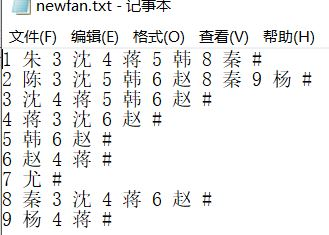 newfan.txt - 记事本
文件(F) 编辑(E) 格式(O) 查看(V) 帮助(H)
1 朱 3 沈 4 蒋 5 韩 8 秦 #
2 陈 3 沈 5 韩 6 赵 8 秦 9 杨 #
3 沈 4 蒋 5 韩 6 赵 #
4 蒋 3 沈 6 赵 #
5 韩 6 赵 #
6 赵 4 蒋 #
7 尤 #
8 秦 3 沈 4 蒋 6 赵 #
9 杨 4 蒋 #